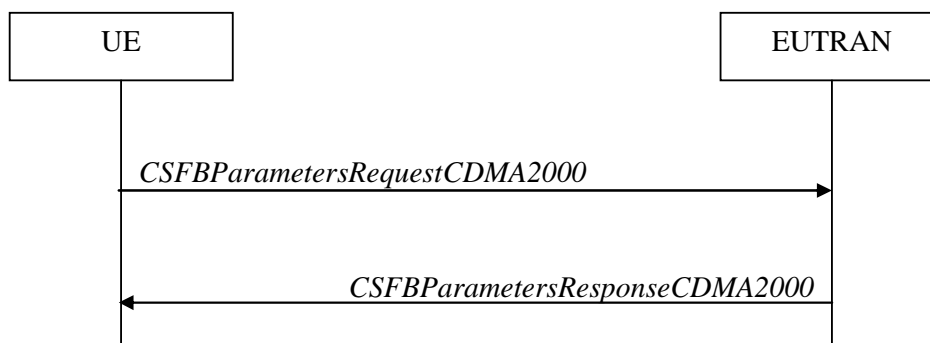 UE
EUTRAN
CSFBParametersRequestCDMA2000
CSFBParametersResponseCDMA2000